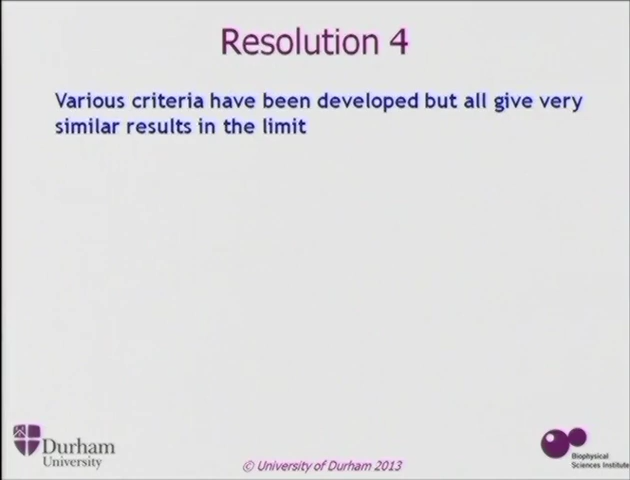 Resolution 4
Various criteria have been developed but all give very
similar results in the limit
Durham
University
© University of Durham 2013
Biophysical
Sciences Institute